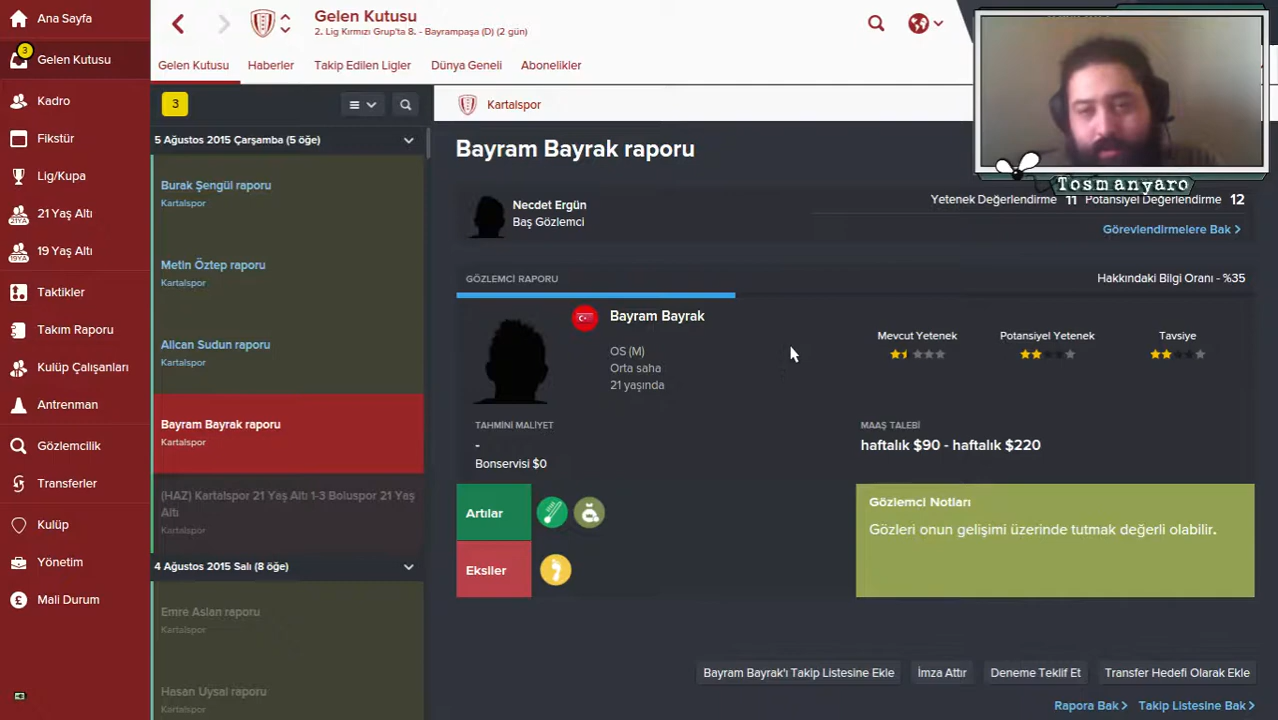 Ana Sayfa
3
Gelen Kutusu
Kadro
Fikstür
Lig/Kupa
21YA
21 Yaş Altı
19YA
19 Yaş Altı
Taktikler
Takım Raporu
Kulüp Çalışanları
Antrenman
Gözlemcilik
Transferler
Kulüp
Yönetim
Mali Durum
Gelen Kutusu
2. Lig Kırmızı Grup'ta 8. - Bayrampaşa (D) (2 gün)
Gelen Kutusu Haberler Takip Edilen Ligler Dünya Geneli Abonelikler
3
5 Ağustos 2015 Çarşamba (5 öğe)
Burak Şengül raporu
Kartalspor
Metin Öztep raporu
Kartalspor
Alican Sudun raporu
Kartalspor
Bayram Bayrak raporu
Kartalspor
(HAZ) Kartalspor 21 Yaş Altı 1-3 Boluspor 21 Yaş
Altı
Kartalspor
4 Ağustos 2015 Salı (8 öğe)
Emre Aslan raporu
Kartalspor
Hasan Uysal raporu
Kartalspor
Tosmanyaro
Bayram Bayrak raporu
Necdet Ergün
Baş Gözlemci
Yetenek Değerlendirme 11 Potansiyel Değerlendirme 12
Görevlendirmelere Bak >
GÖZLEMCİ RAPORU
Hakkındaki Bilgi Oranı - %35
Bayram Bayrak
OS (M)
Orta saha
21 yaşında
Mevcut Yetenek
Potansiyel Yetenek
Tavsiye
TAHMİNİ MALİYET
-
Bonservisi $0
MAAŞ TALEBİ
haftalık $90 - haftalık $220
Artılar
Eksiler
Gözlemci Notları
Gözleri onun gelişimi üzerinde tutmak değerli olabilir.
Bayram Bayrak'ı Takip Listesine Ekle
İmza Attır
Deneme Teklif Et
Transfer Hedefi Olarak Ekle
Rapora Bak >
Takip Listesine Bak >